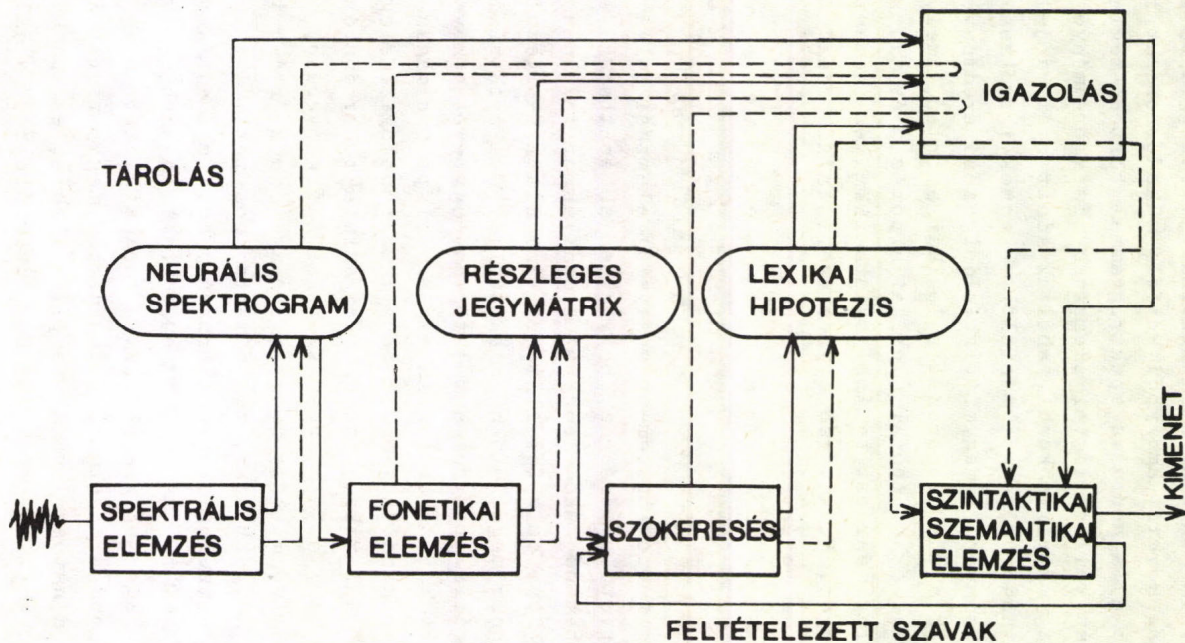 IGAZOLÁS
TÁROLÁS
NEURÁLIS
SPEKTROGRAM
RÉSZLEGES
JEGYMÁTRIX
LEXIKAI
HIPOTÉZIS
SPEKTRÁLIS
ELEMZÉS
FONETIKAI
ELEMZÉS
SZÓKERESÉS
SZINTAKTIKAI
SZEMANTIKAI
ELEMZÉS
KIMENET
FELTÉTELEZETT SZAVAK